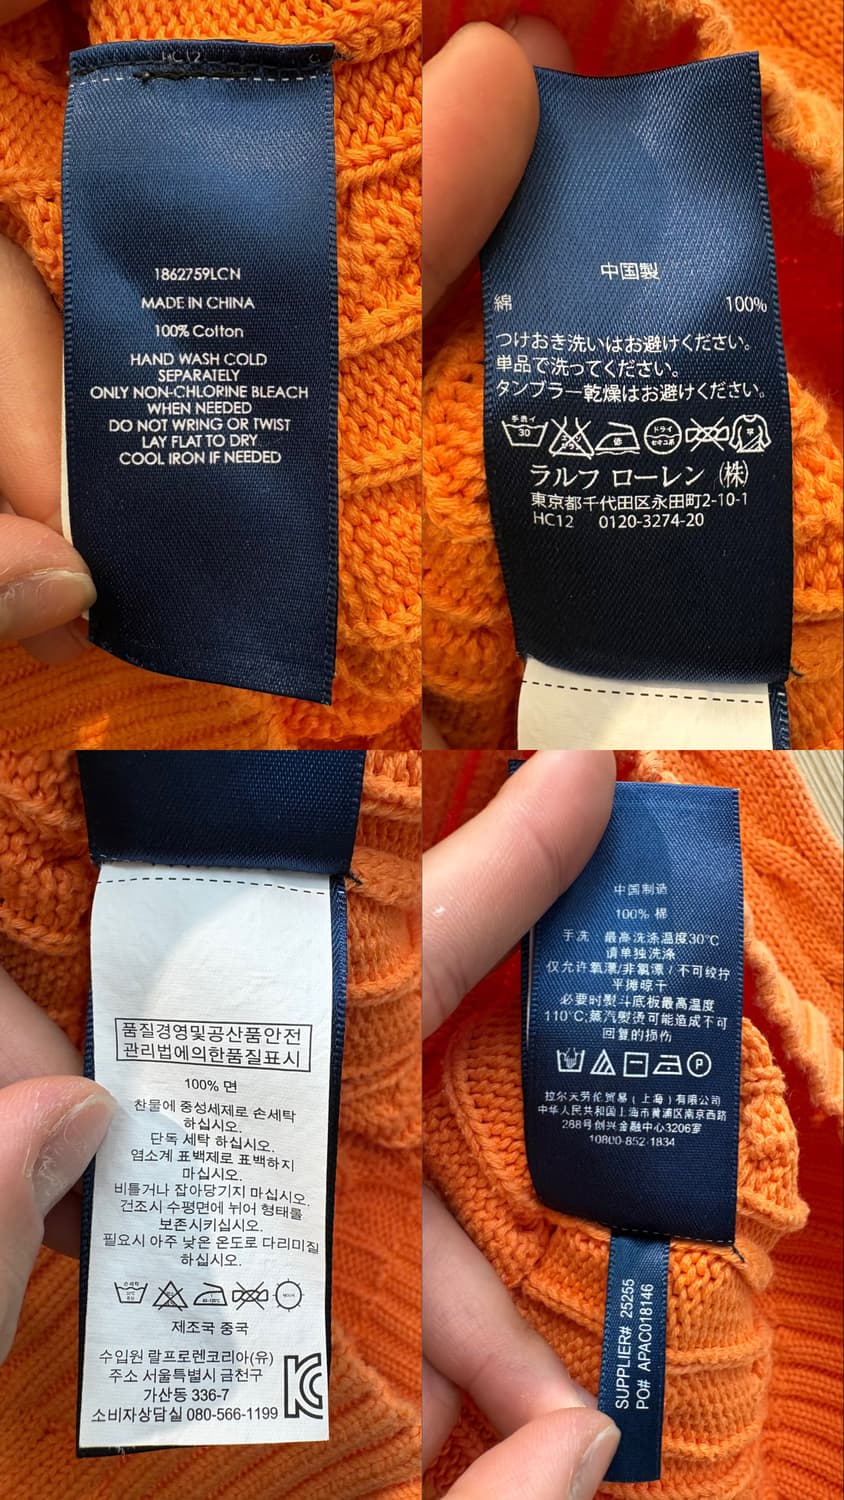 HC12
1862759LCN
MADE IN CHINA
100% Cotton
HAND WASH COLD
SEPARATELY
ONLY NON-CHLORINE BLEACH
WHEN NEEDED
DO NOT WRING OR TWIST
LAY FLAT TO DRY
COOL IRON IF NEEDED
中国製
綿 100%
つけおき洗いはお避けください。
単品で洗ってください。
タンブラー乾燥はお避けください。
手洗イ
30
低
ドライ
セキユ系
平
ラルフ ローレン (株)
東京都千代田区永田町2-10-1
HC12 0120-3274-20
품질경영및공산품안전
관리법에의한품질표시
100% 면
찬물에 중성세제로 손세탁
하십시오.
단독 세탁 하십시오.
염소계 표백제로 표백하지
마십시오.
비틀거나 잡아당기지 마십시오.
건조시 수평면에 뉘어 형태를
보존시키십시오.
필요시 아주 낮은 온도로 다리미질
하십시오.
제조국 중국
수입원 랄프로렌코리아(유)
주소 서울특별시 금천구
가산동 336-7
소비자상담실 080-566-1199
中国制造
100% 棉
手洗 . 最高洗涤温度30℃
请单独洗涤
仅允许氧漂/非氯漂 / 不可绞拧
平摊晾干
必要时熨斗底板最高温度
110℃;蒸汽熨烫可能造成不可
回复的损伤
P
拉尔夫劳伦贸易 ( 上海 ) 有限公司
中华人民共和国上海市黄浦区南京西路
288号创兴金融中心3206室
10800-852-1834
SUPPLIER# 25255
PO# APAC018146